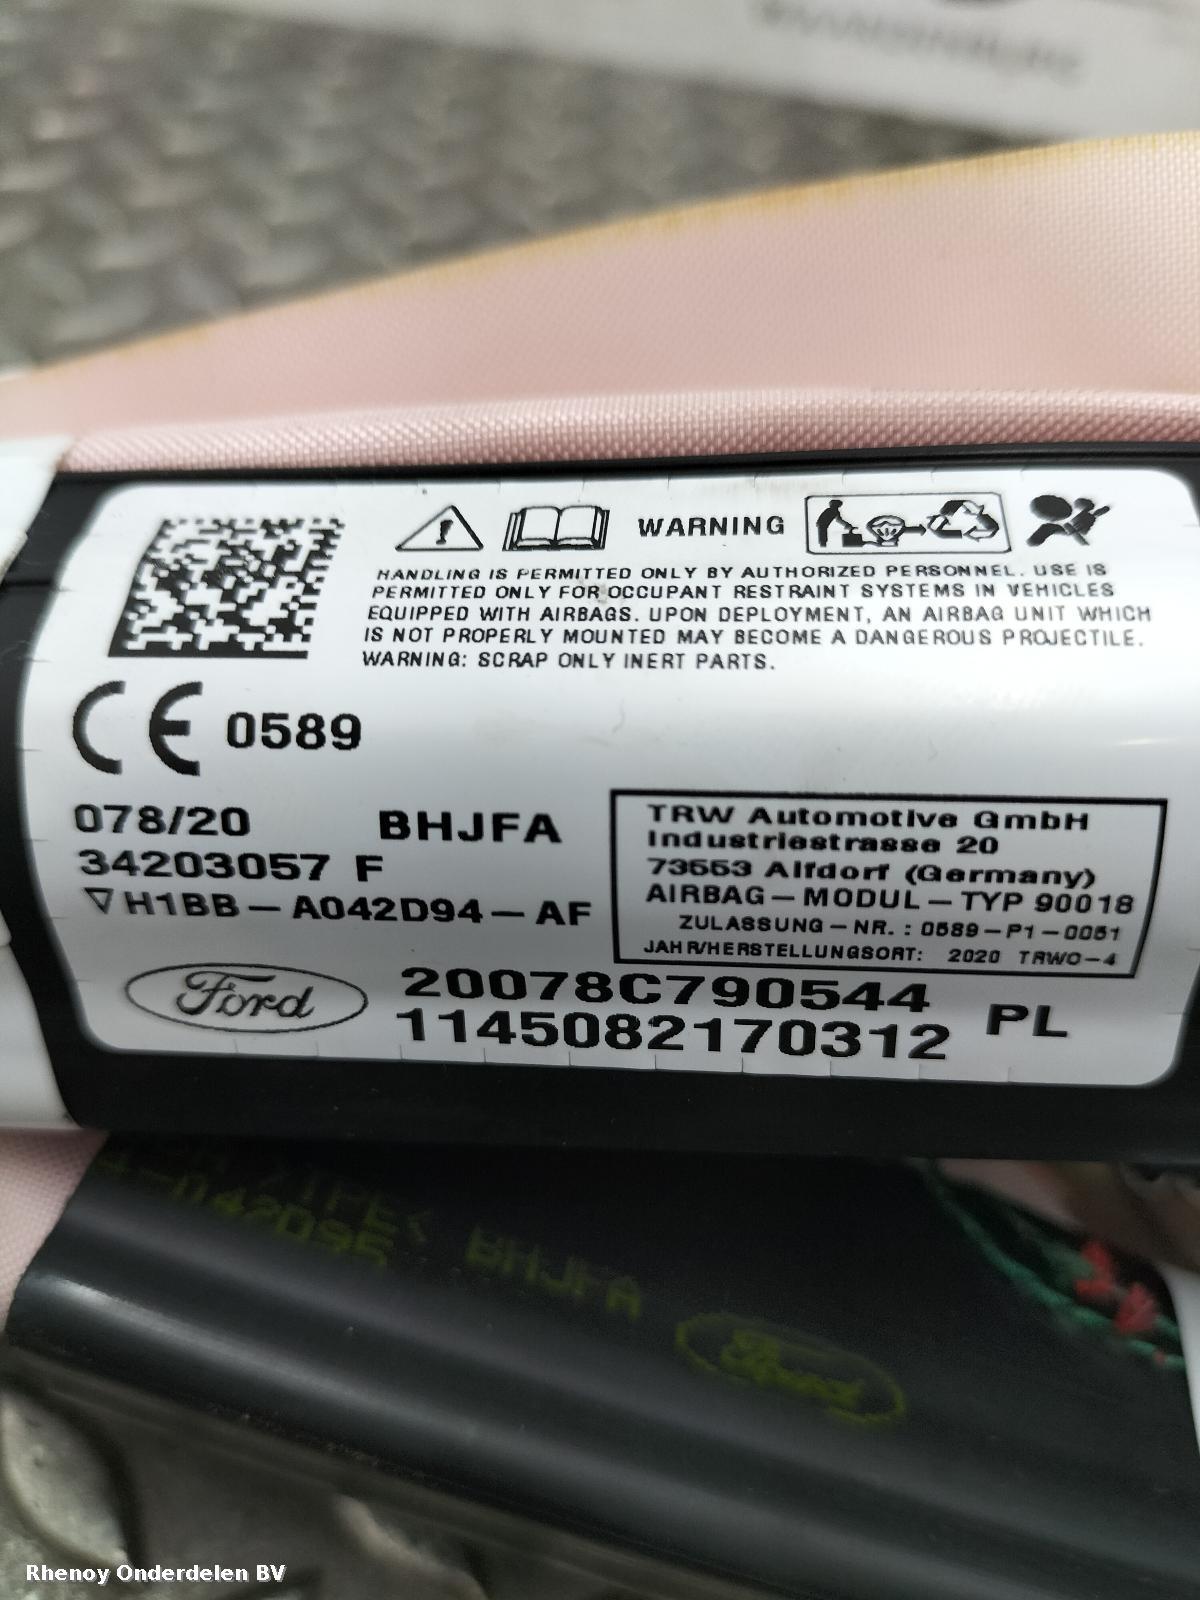 WARNING
HANDLING IS PERMITTED ONLY BY AUTHORIZED PERSONNEL. USE IS
PERMITTED ONLY FOR OCCUPANT RESTRAINT SYSTEMS IN VEHICLES
EQUIPPED WITH AIRBAGS. UPON DEPLOYMENT, AN AIRBAG UNIT WHICH
IS NOT PROPERLY MOUNTED MAY BECOME A DANGEROUS PROJECTILE.
WARNING: SCRAP ONLY INERT PARTS.
CE 0589
078/20 BHJFA
34203057 F
▽H1BB-A042D94-AF
TRW Automotive GmbH
Industriestrasse 20
73553 Alfdorf (Germany)
AIRBAG-MODUL-TYP 90018
ZULASSUNG-NR.: 0589-P1-0051
JAHR/HERSTELLUNGSORT: 2020 TRWO-4
Ford
20078C790544 PL
1145082170312
BHJFA
042D95
Ford
Rhenoy Onderdelen BV